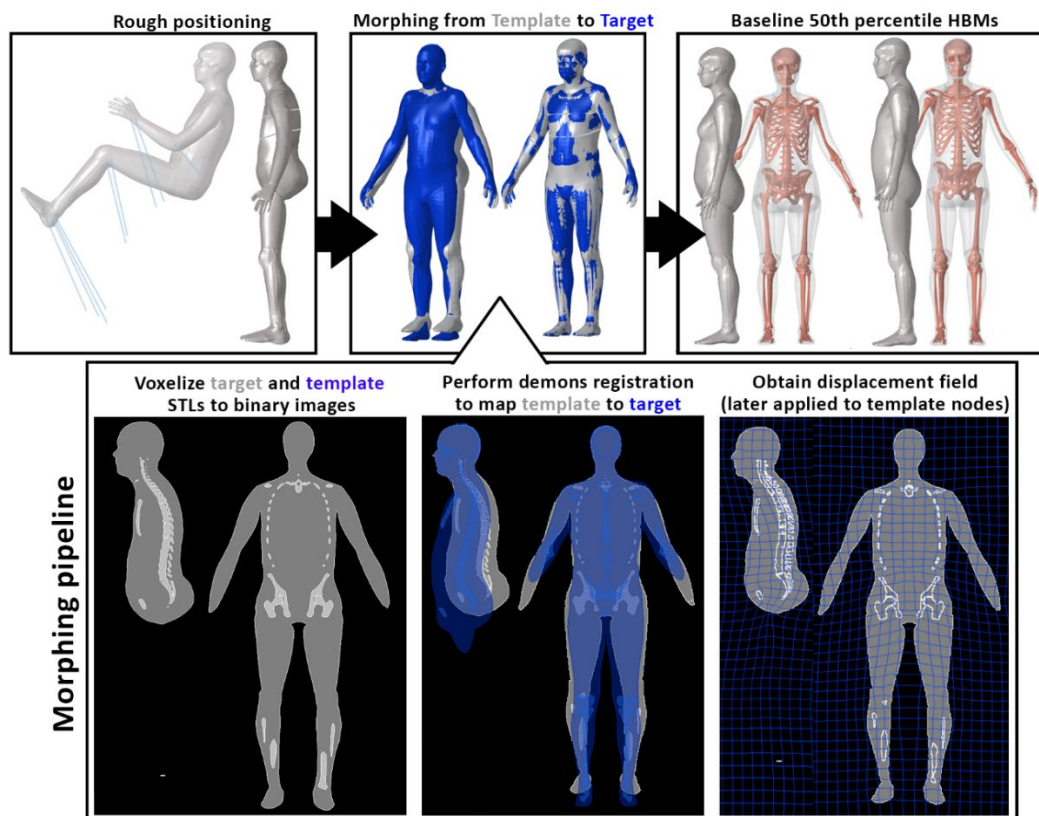 Rough positioning
Morphing from Template to Target
Baseline 50th percentile HBMs
Morphing pipeline
Voxelize target and template
STLs to binary images
Perform demons registration
to map template to target
Obtain displacement field
(later applied to template nodes)